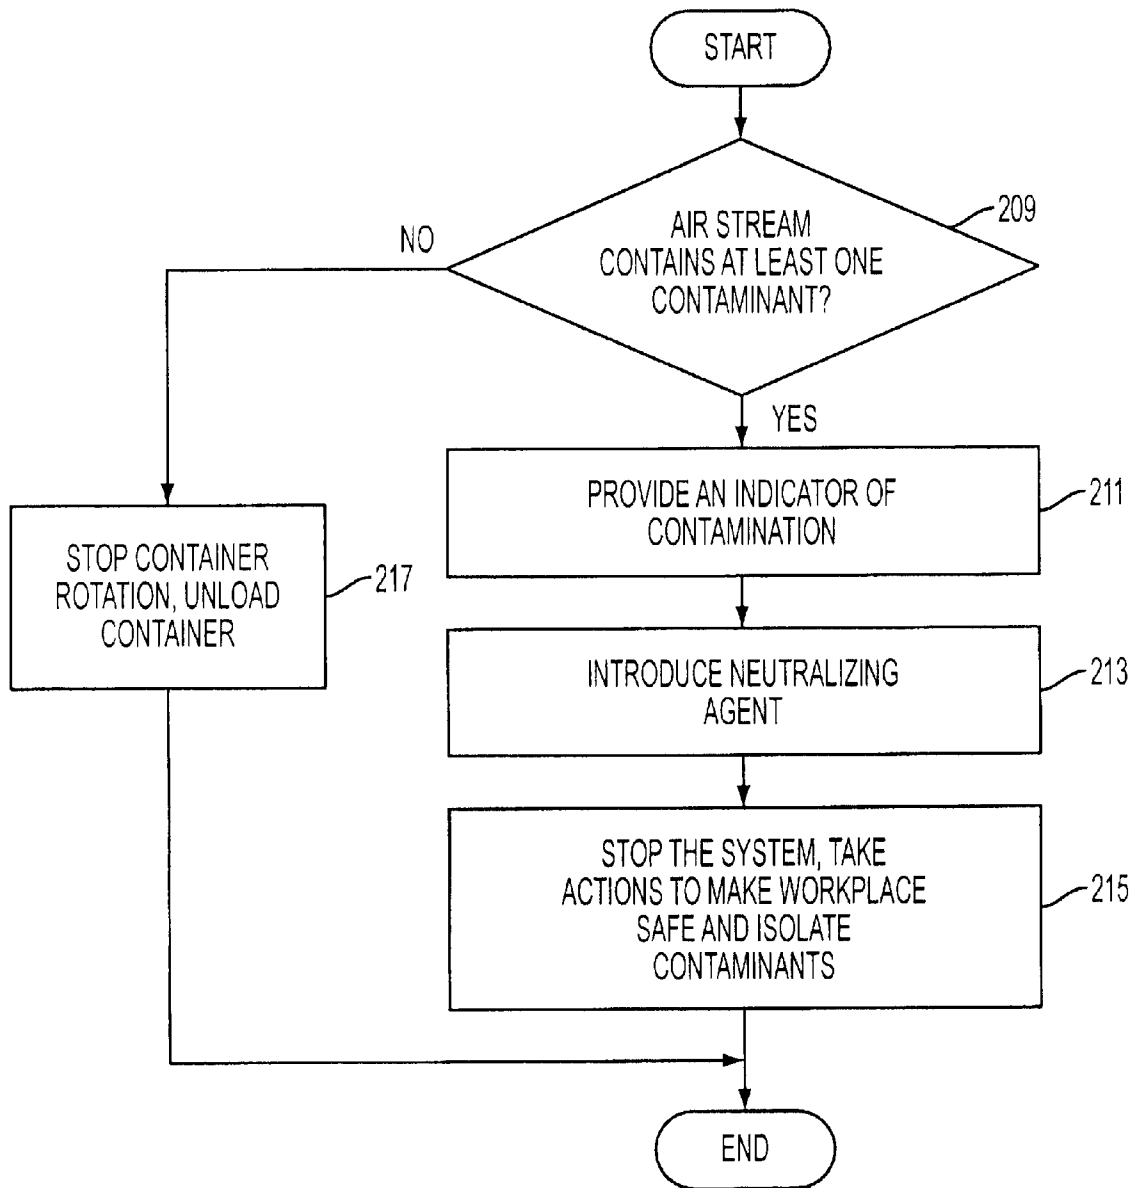 START
AIR STREAM
CONTAINS AT LEAST ONE
CONTAMINANT?
209
NO
YES
PROVIDE AN INDICATOR OF
CONTAMINATION
211
STOP CONTAINER
ROTATION, UNLOAD
CONTAINER
217
INTRODUCE NEUTRALIZING
AGENT
213
STOP THE SYSTEM, TAKE
ACTIONS TO MAKE WORKPLACE
SAFE AND ISOLATE
CONTAMINANTS
215
END